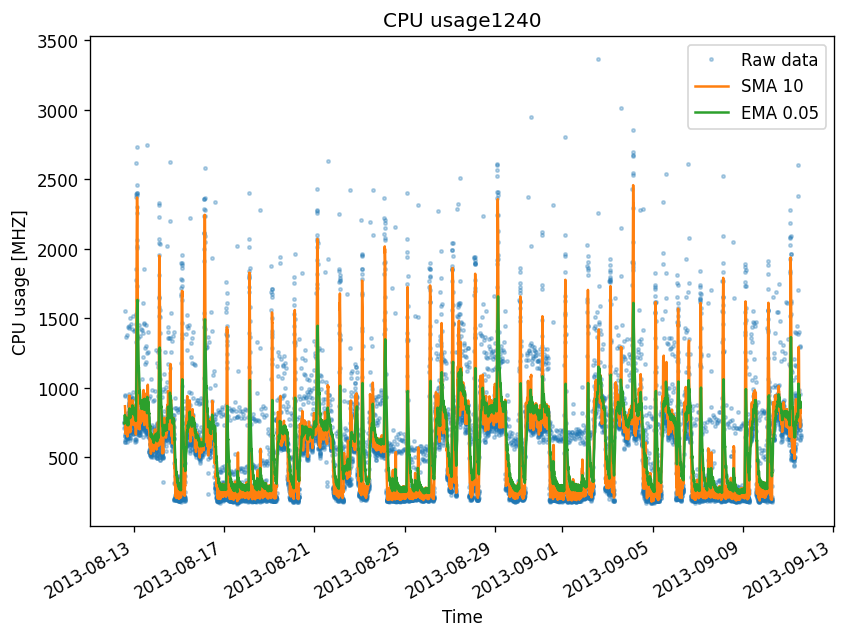 CPU usage1240
3500
3000
2500
2000
1500
1000
500
CPU usage [MHZ]
Raw data
SMA 10
EMA 0.05
2013-08-13
2013-08-17
2013-08-21
2013-08-25
2013-08-29
2013-09-01
2013-09-05
2013-09-09
2013-09-13
Time